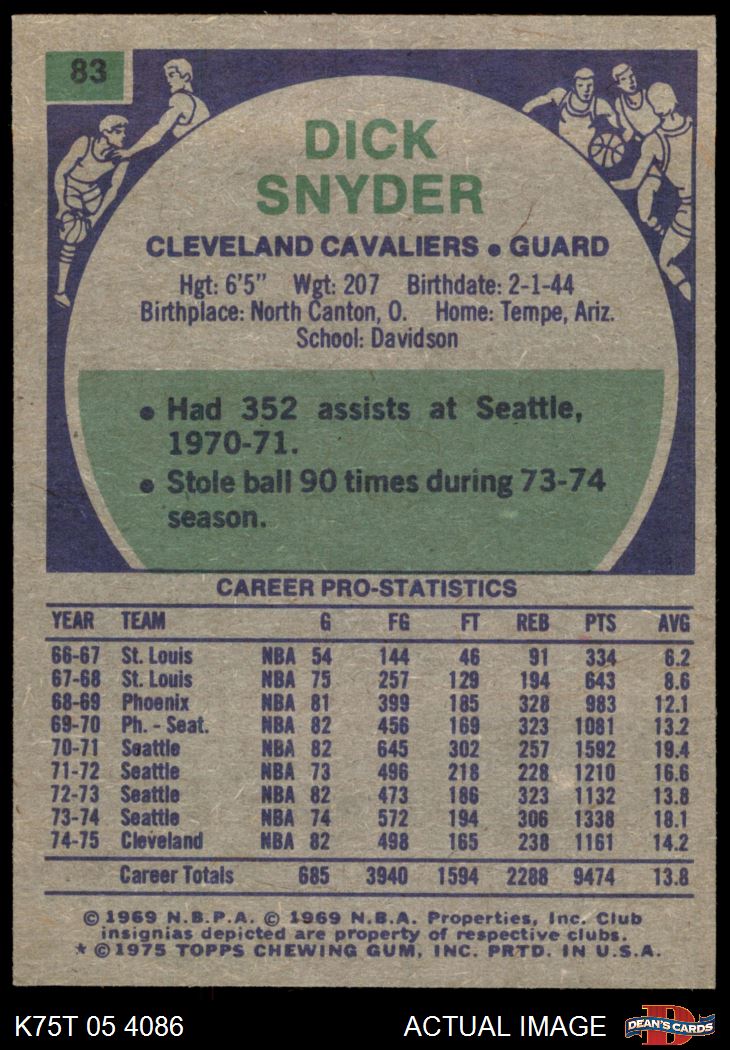 83
DICK
SNYDER
CLEVELAND CAVALIERS • GUARD
Hgt: 6'5" Wgt: 207 Birthdate: 2-1-44
Birthplace: North Canton, O. Home: Tempe, Ariz.
School: Davidson
• Had 352 assists at Seattle,
1970-71.
• Stole ball 90 times during 73-74
season.
CAREER PRO-STATISTICS
YEAR TEAM G FG FT REB PTS AVG
66-67 St. Louis NBA 54 144 46 91 334 6.2
67-68 St. Louis NBA 75 257 129 194 643 8.6
68-69 Phoenix NBA 81 399 185 328 983 12.1
69-70 Ph. - Seat. NBA 82 456 169 323 1081 13.2
70-71 Seattle NBA 82 645 302 257 1592 19.4
71-72 Seattle NBA 73 496 218 228 1210 16.6
72-73 Seattle NBA 82 473 186 323 1132 13.8
73-74 Seattle NBA 74 572 194 306 1338 18.1
74-75 Cleveland NBA 82 498 165 238 1161 14.2
Career Totals 685 3940 1594 2288 9474 13.8
© 1969 N.B.P.A. © 1969 N.B.A. Properties, Inc. Club
insignias depicted are property of respective clubs.
* © 1975 TOPPS CHEWING GUM, INC. PRTD. IN U.S.A.
K75T 05 4086 ACTUAL IMAGE
D
DEAN'S CARDS